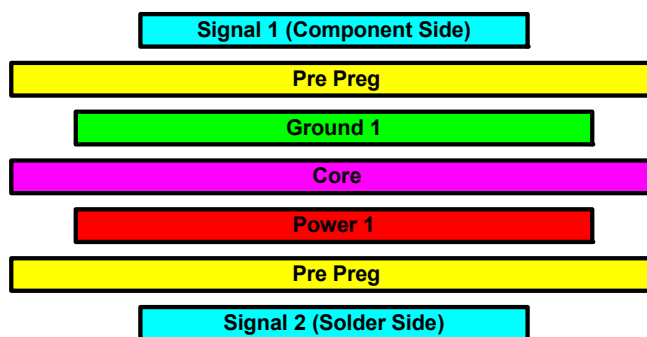 Signal 1 (Component Side)
Pre Preg
Ground 1
Core
Power 1
Pre Preg
Signal 2 (Solder Side)